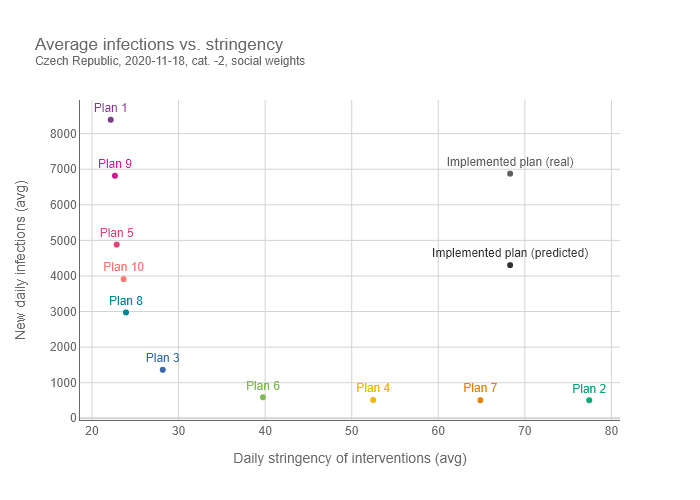 Average infections vs. stringency
Czech Republic, 2020-11-18, cat. -2, social weights
Plan 1
8000
Plan 9
Implemented plan (real)
7000
6000
Plan 5
5000
Implemented plan (predicted)
Plan 10
4000
Plan 8
3000
2000
Plan 3
1000
Plan 6
Plan 4
Plan 7
Plan 2
0
20
30
40
50
60
70
80
New daily infections (avg)
Daily stringency of interventions (avg)